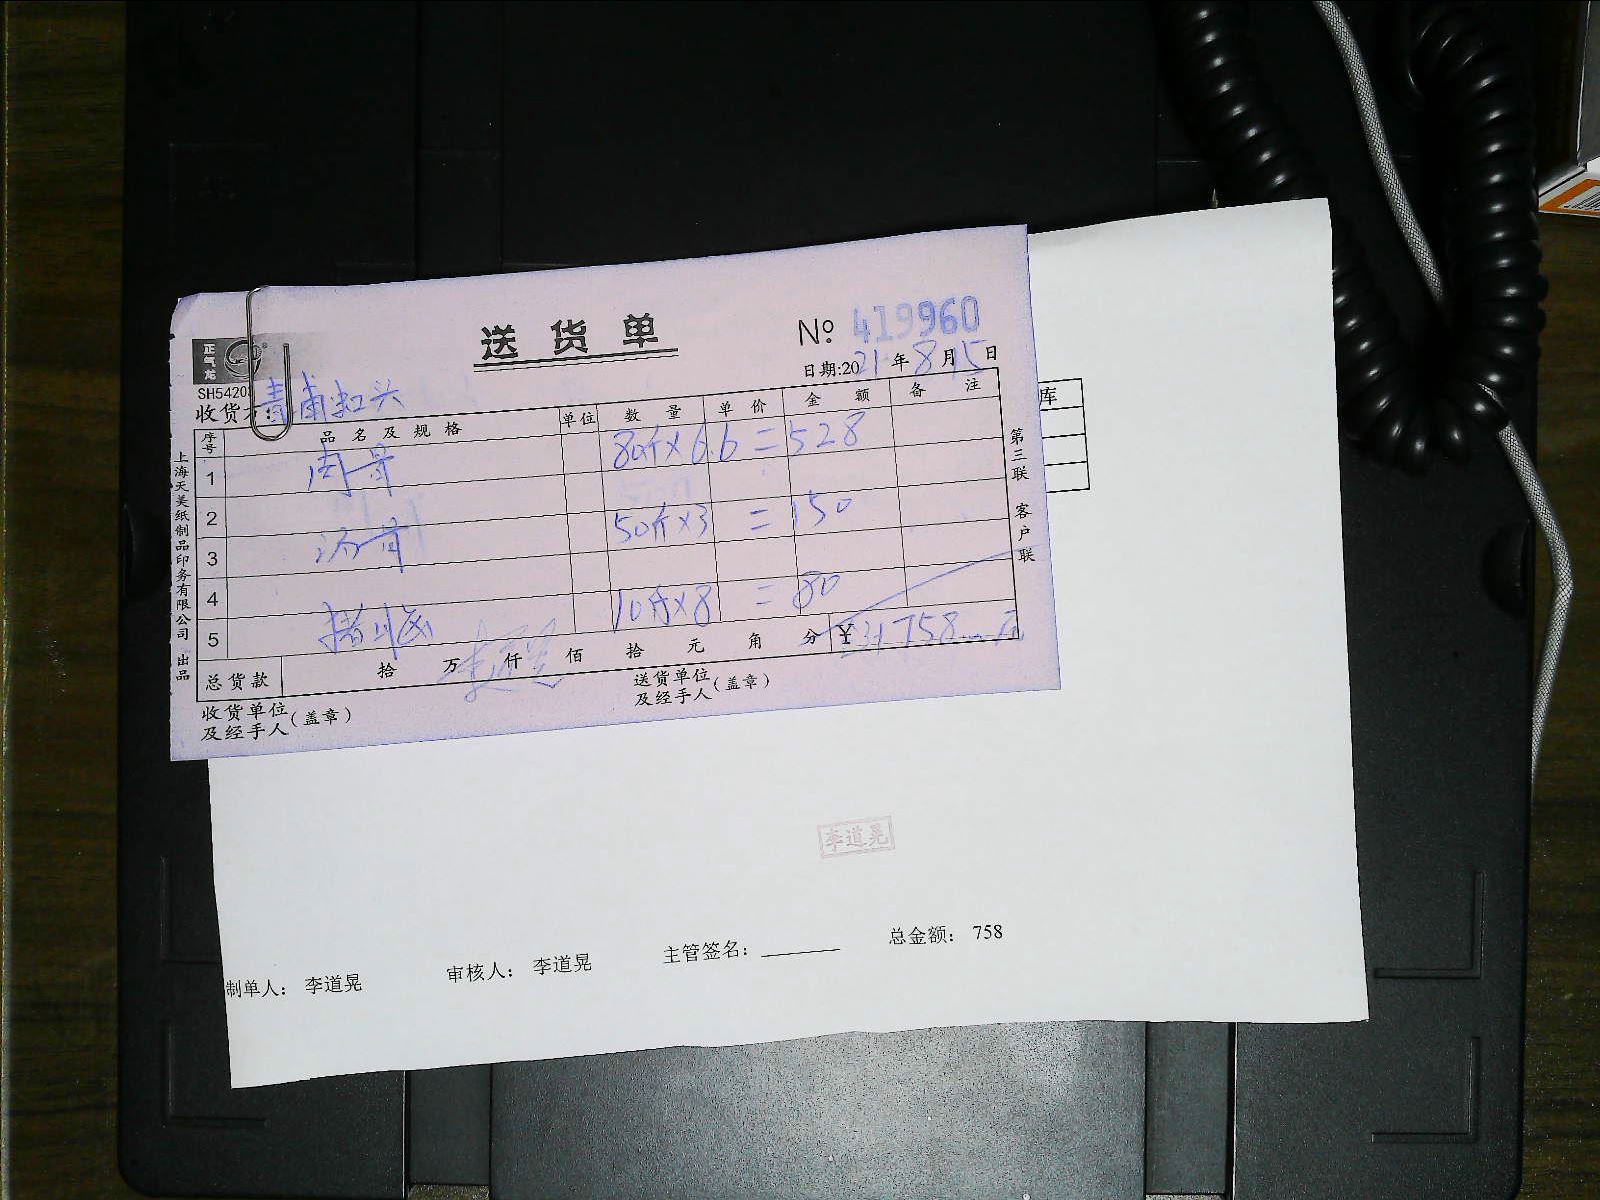 正气龙
送货单
№ 419960
SH5420
日期:2021年8月15日
收货方:青浦虹头
序号 品名及规格 单位 数量 单价 金额 备注
1 肉骨 80斤×6.6=528
2
3 汤骨 50斤×3=150
4
5 10斤×8=80
总货款 拾 万 仟 佰 拾 元 角 分 ¥ 758元
收货单位及经手人(盖章)
送货单位及经手人(盖章)
李道晃
上海天美纸制品印务有限公司 出品
第三联 客户联
库
李道晃
制单人: 李道晃 审核人: 李道晃 主管签名: 总金额: 758